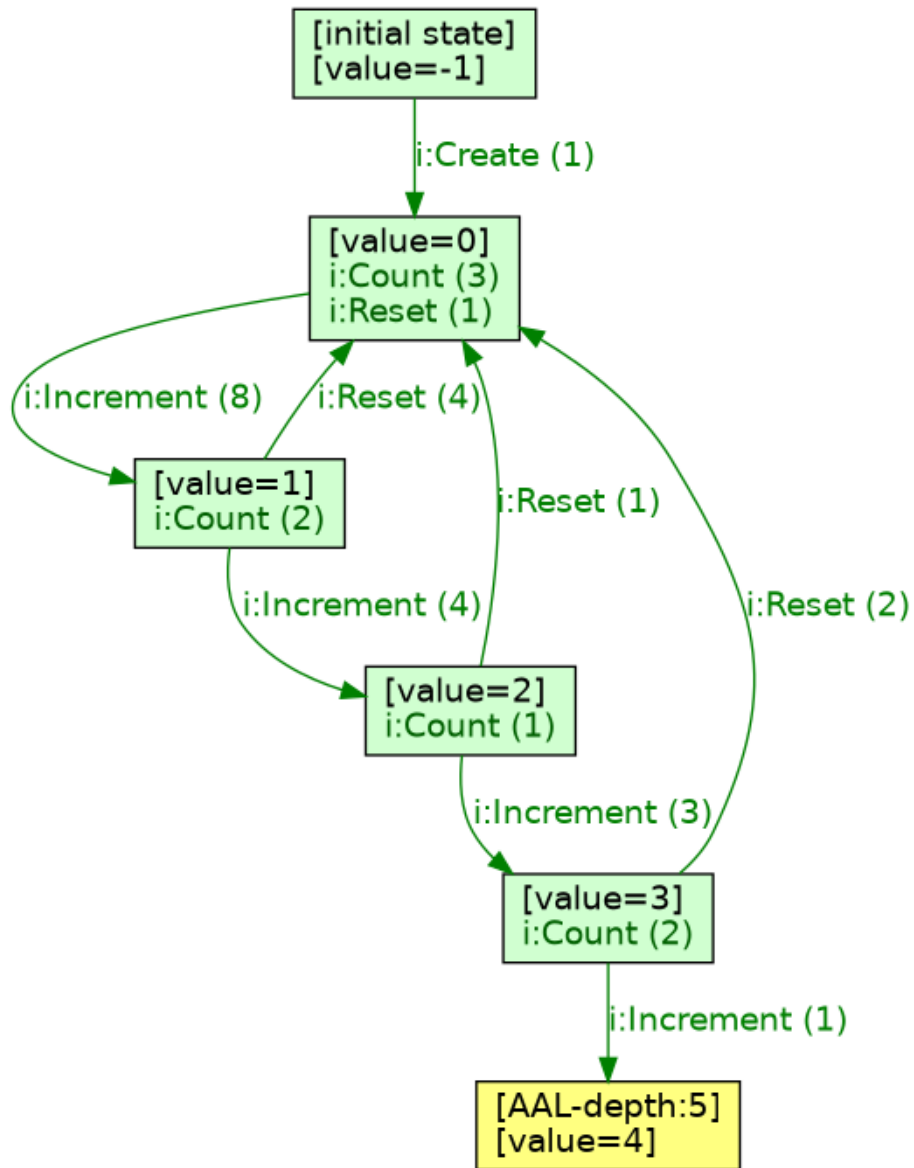 [initial state]
[value=-1]
i:Create (1)
[value=0]
i:Count (3)
i:Reset (1)
i:Increment (8)
i:Reset (4)
[value=1]
i:Count (2)
i:Reset (1)
i:Increment (4)
i:Reset (2)
[value=2]
i:Count (1)
i:Increment (3)
[value=3]
i:Count (2)
i:Increment (1)
[AAL-depth:5]
[value=4]